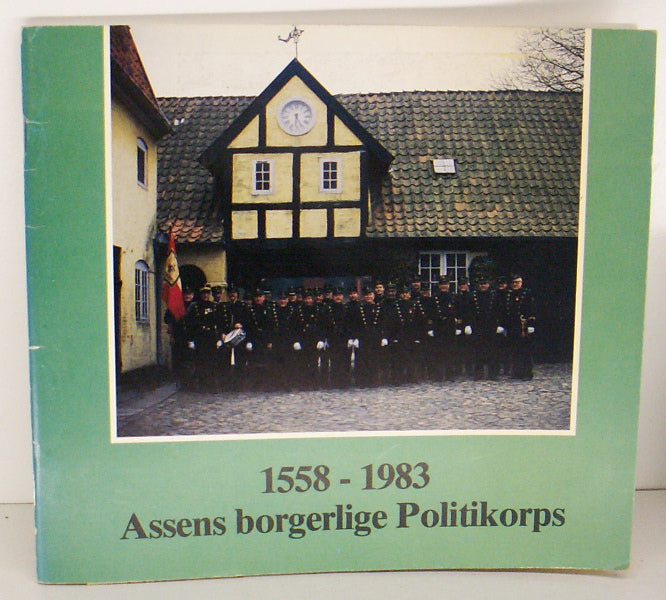 1558 - 1983
Assens borgerlige Politikorps